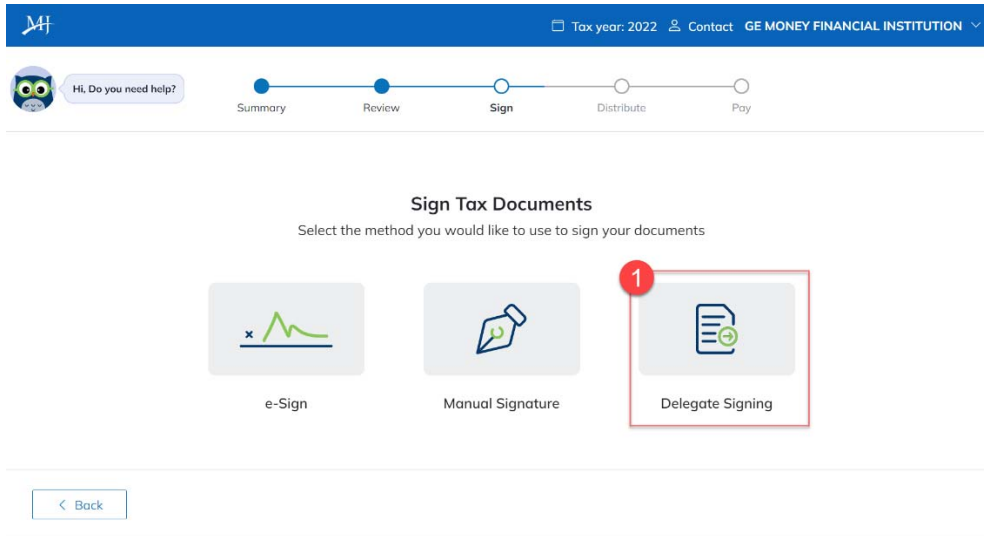 MH
Tax year: 2022 Contact GE MONEY FINANCIAL INSTITUTION
Hi, Do you need help?
Summary Review Sign Distribute Pay
Sign Tax Documents
Select the method you would like to use to sign your documents
1
x
e-Sign Manual Signature Delegate Signing
< Back